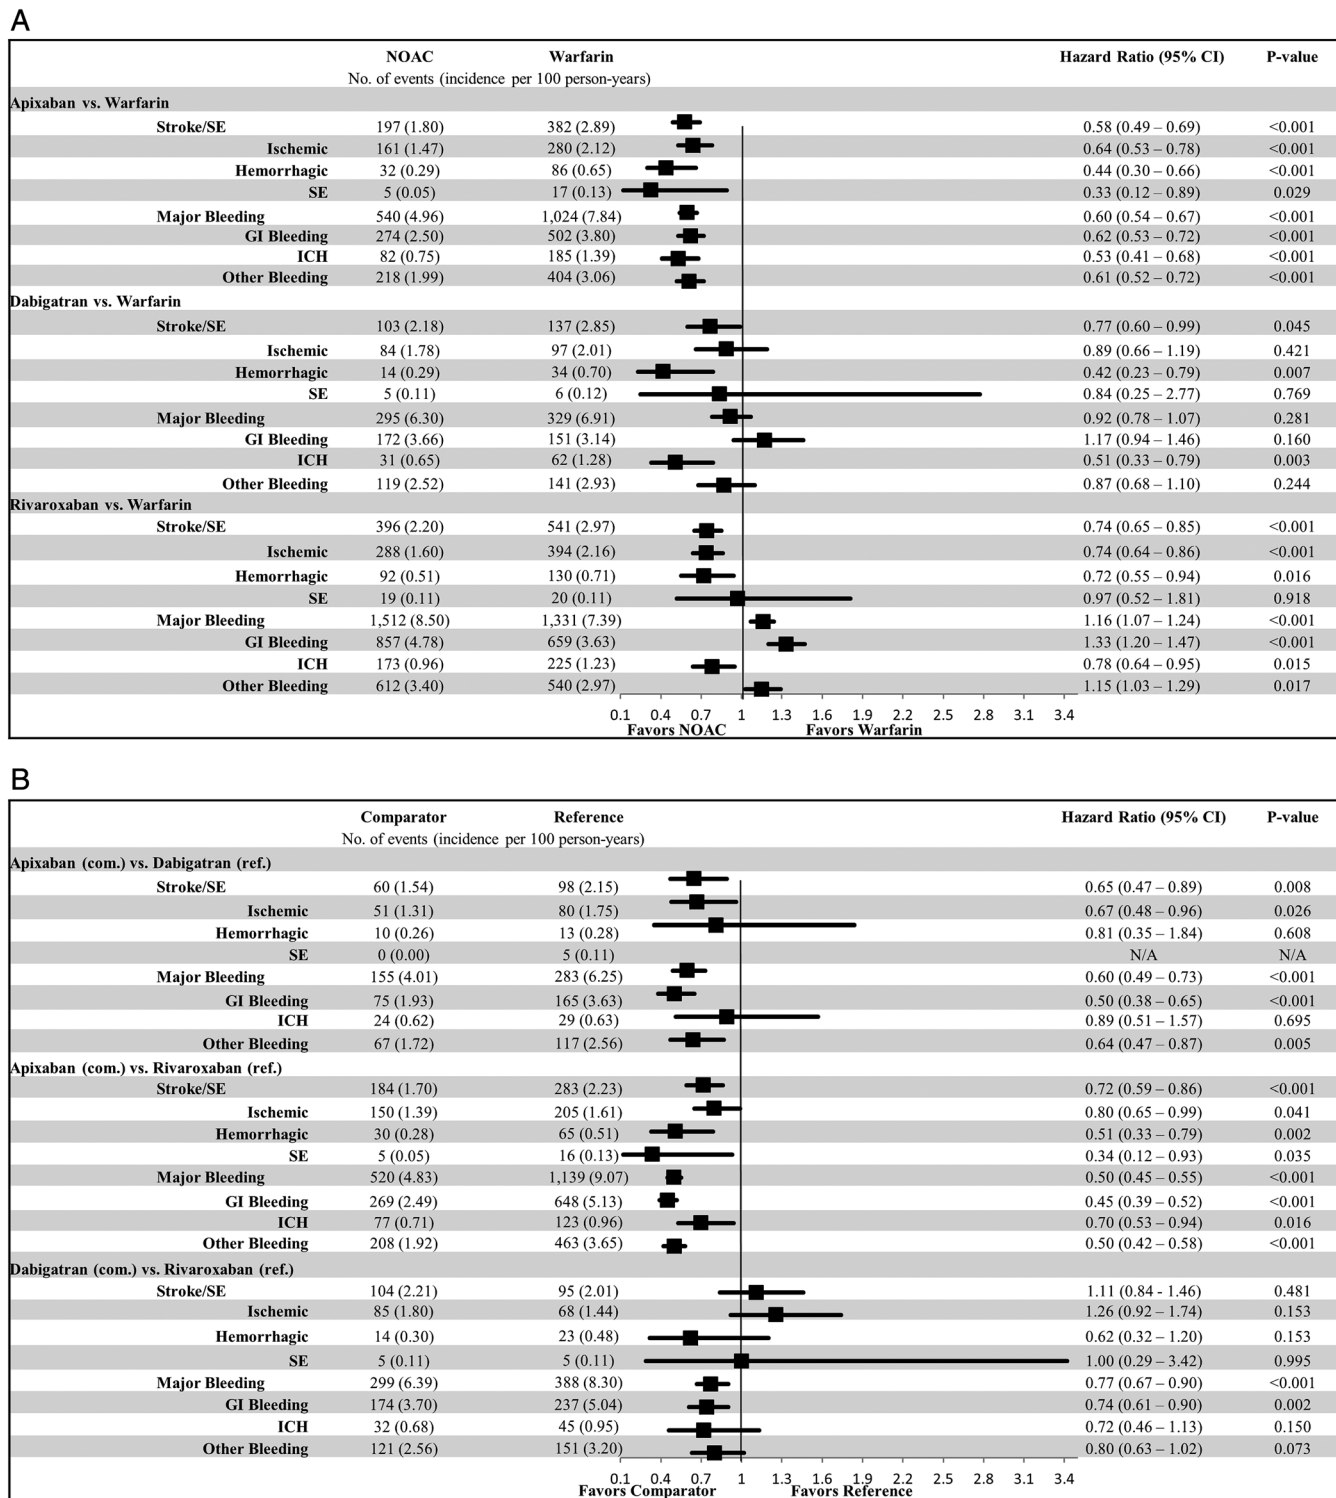 A
NOAC Warfarin Hazard Ratio (95% CI) P-value
No. of events (incidence per 100 person-years)
Apixaban vs. Warfarin
Stroke/SE 197 (1.80) 382 (2.89) 0.58 (0.49 – 0.69) <0.001
Ischemic 161 (1.47) 280 (2.12) 0.64 (0.53 – 0.78) <0.001
Hemorrhagic 32 (0.29) 86 (0.65) 0.44 (0.30 – 0.66) <0.001
SE 5 (0.05) 17 (0.13) 0.33 (0.12 – 0.89) 0.029
Major Bleeding 540 (4.96) 1,024 (7.84) 0.60 (0.54 – 0.67) <0.001
GI Bleeding 274 (2.50) 502 (3.80) 0.62 (0.53 – 0.72) <0.001
ICH 82 (0.75) 185 (1.39) 0.53 (0.41 – 0.68) <0.001
Other Bleeding 218 (1.99) 404 (3.06) 0.61 (0.52 – 0.72) <0.001
Dabigatran vs. Warfarin
Stroke/SE 103 (2.18) 137 (2.85) 0.77 (0.60 – 0.99) 0.045
Ischemic 84 (1.78) 97 (2.01) 0.89 (0.66 – 1.19) 0.421
Hemorrhagic 14 (0.29) 34 (0.70) 0.42 (0.23 – 0.79) 0.007
SE 5 (0.11) 6 (0.12) 0.84 (0.25 – 2.77) 0.769
Major Bleeding 295 (6.30) 329 (6.91) 0.92 (0.78 – 1.07) 0.281
GI Bleeding 172 (3.66) 151 (3.14) 1.17 (0.94 – 1.46) 0.160
ICH 31 (0.65) 62 (1.28) 0.51 (0.33 – 0.79) 0.003
Other Bleeding 119 (2.52) 141 (2.93) 0.87 (0.68 – 1.10) 0.244
Rivaroxaban vs. Warfarin
Stroke/SE 396 (2.20) 541 (2.97) 0.74 (0.65 – 0.85) <0.001
Ischemic 288 (1.60) 394 (2.16) 0.74 (0.64 – 0.86) <0.001
Hemorrhagic 92 (0.51) 130 (0.71) 0.72 (0.55 – 0.94) 0.016
SE 19 (0.11) 20 (0.11) 0.97 (0.52 – 1.81) 0.918
Major Bleeding 1,512 (8.50) 1,331 (7.39) 1.16 (1.07 – 1.24) <0.001
GI Bleeding 857 (4.78) 659 (3.63) 1.33 (1.20 – 1.47) <0.001
ICH 173 (0.96) 225 (1.23) 0.78 (0.64 – 0.95) 0.015
Other Bleeding 612 (3.40) 540 (2.97) 1.15 (1.03 – 1.29) 0.017
0.1 0.4 0.7 1 1.3 1.6 1.9 2.2 2.5 2.8 3.1 3.4
Favors NOAC Favors Warfarin
B
Comparator Reference Hazard Ratio (95% CI) P-value
No. of events (incidence per 100 person-years)
Apixaban (com.) vs. Dabigatran (ref.)
Stroke/SE 60 (1.54) 98 (2.15) 0.65 (0.47 – 0.89) 0.008
Ischemic 51 (1.31) 80 (1.75) 0.67 (0.48 – 0.96) 0.026
Hemorrhagic 10 (0.26) 13 (0.28) 0.81 (0.35 – 1.84) 0.608
SE 0 (0.00) 5 (0.11) N/A N/A
Major Bleeding 155 (4.01) 283 (6.25) 0.60 (0.49 – 0.73) <0.001
GI Bleeding 75 (1.93) 165 (3.63) 0.50 (0.38 – 0.65) <0.001
ICH 24 (0.62) 29 (0.63) 0.89 (0.51 – 1.57) 0.695
Other Bleeding 67 (1.72) 117 (2.56) 0.64 (0.47 – 0.87) 0.005
Apixaban (com.) vs. Rivaroxaban (ref.)
Stroke/SE 184 (1.70) 283 (2.23) 0.72 (0.59 – 0.86) <0.001
Ischemic 150 (1.39) 205 (1.61) 0.80 (0.65 – 0.99) 0.041
Hemorrhagic 30 (0.28) 65 (0.51) 0.51 (0.33 – 0.79) 0.002
SE 5 (0.05) 16 (0.13) 0.34 (0.12 – 0.93) 0.035
Major Bleeding 520 (4.83) 1,139 (9.07) 0.50 (0.45 – 0.55) <0.001
GI Bleeding 269 (2.49) 648 (5.13) 0.45 (0.39 – 0.52) <0.001
ICH 77 (0.71) 123 (0.96) 0.70 (0.53 – 0.94) 0.016
Other Bleeding 208 (1.92) 463 (3.65) 0.50 (0.42 – 0.58) <0.001
Dabigatran (com.) vs. Rivaroxaban (ref.)
Stroke/SE 104 (2.21) 95 (2.01) 1.11 (0.84 - 1.46) 0.481
Ischemic 85 (1.80) 68 (1.44) 1.26 (0.92 – 1.74) 0.153
Hemorrhagic 14 (0.30) 23 (0.48) 0.62 (0.32 – 1.20) 0.153
SE 5 (0.11) 5 (0.11) 1.00 (0.29 – 3.42) 0.995
Major Bleeding 299 (6.39) 388 (8.30) 0.77 (0.67 – 0.90) <0.001
GI Bleeding 174 (3.70) 237 (5.04) 0.74 (0.61 – 0.90) 0.002
ICH 32 (0.68) 45 (0.95) 0.72 (0.46 – 1.13) 0.150
Other Bleeding 121 (2.56) 151 (3.20) 0.80 (0.63 – 1.02) 0.073
0.1 0.4 0.7 1 1.3 1.6 1.9 2.2 2.5 2.8 3.1 3.4
Favors Comparator Favors Reference